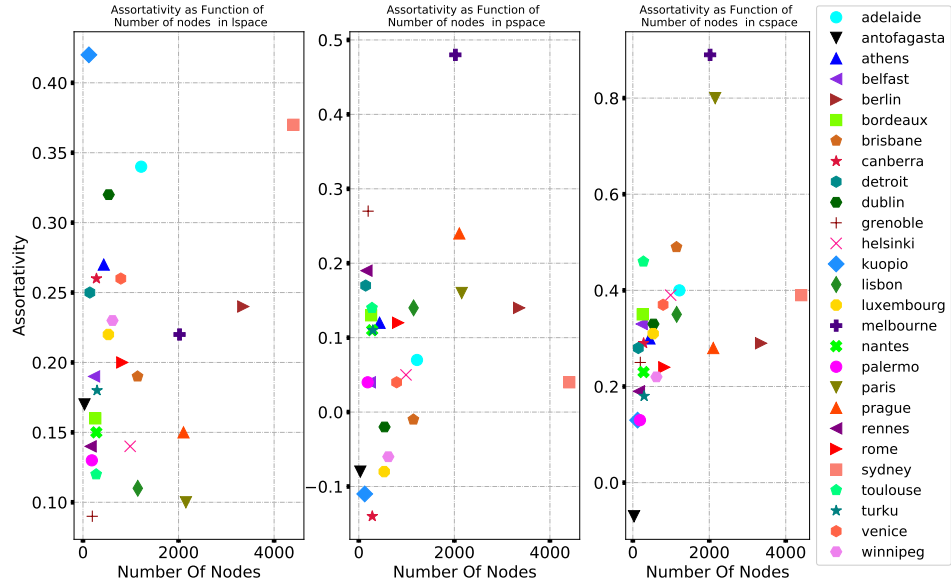 Assortativity as Function of
Number of nodes in lspace
Assortativity as Function of
Number of nodes in pspace
Assortativity as Function of
Number of nodes in cspace
Assortativity
0.40
0.35
0.30
0.25
0.20
0.15
0.10
0
2000
4000
Number Of Nodes
0.5
0.4
0.3
0.2
0.1
0.0
−0.1
0
2000
4000
Number Of Nodes
0.8
0.6
0.4
0.2
0.0
0
2000
4000
Number Of Nodes
adelaide
antofagasta
athens
belfast
berlin
bordeaux
brisbane
canberra
detroit
dublin
grenoble
helsinki
kuopio
lisbon
luxembourg
melbourne
nantes
palermo
paris
prague
rennes
rome
sydney
toulouse
turku
venice
winnipeg